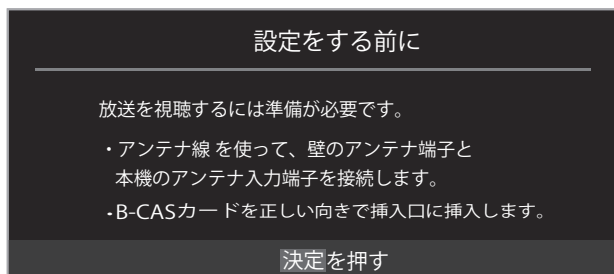 設定をする前に
放送を視聴するには準備が必要です。
・アンテナ線を使って、壁のアンテナ端子と
本機のアンテナ入力端子を接続します。
・B-CASカードを正しい向きで挿入口に挿入します。
決定を押す